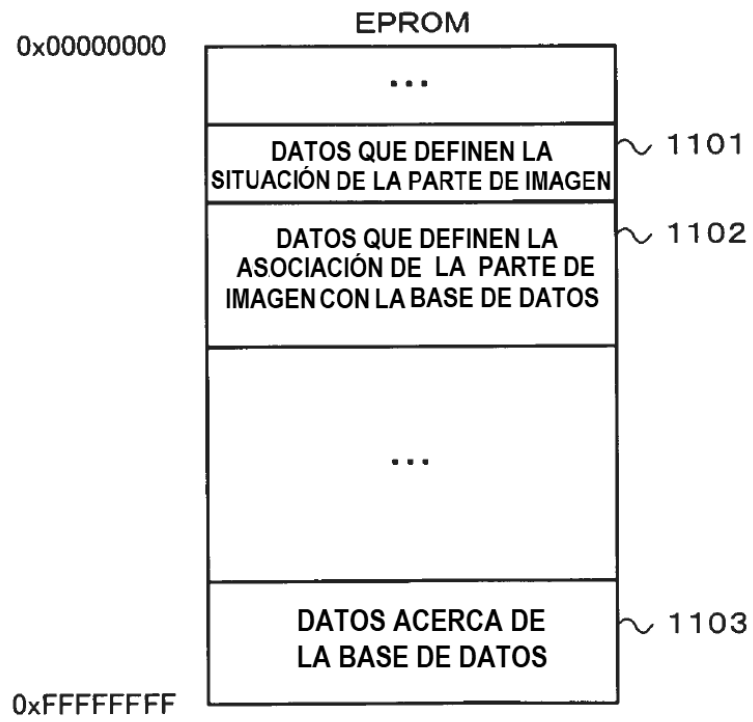 EPROM
0x00000000
...
DATOS QUE DEFINEN LA
SITUACIÓN DE LA PARTE DE IMAGEN
1101
DATOS QUE DEFINEN LA
ASOCIACIÓN DE LA PARTE DE
IMAGEN CON LA BASE DE DATOS
1102
...
DATOS ACERCA DE
LA BASE DE DATOS
1103
0xFFFFFFFF